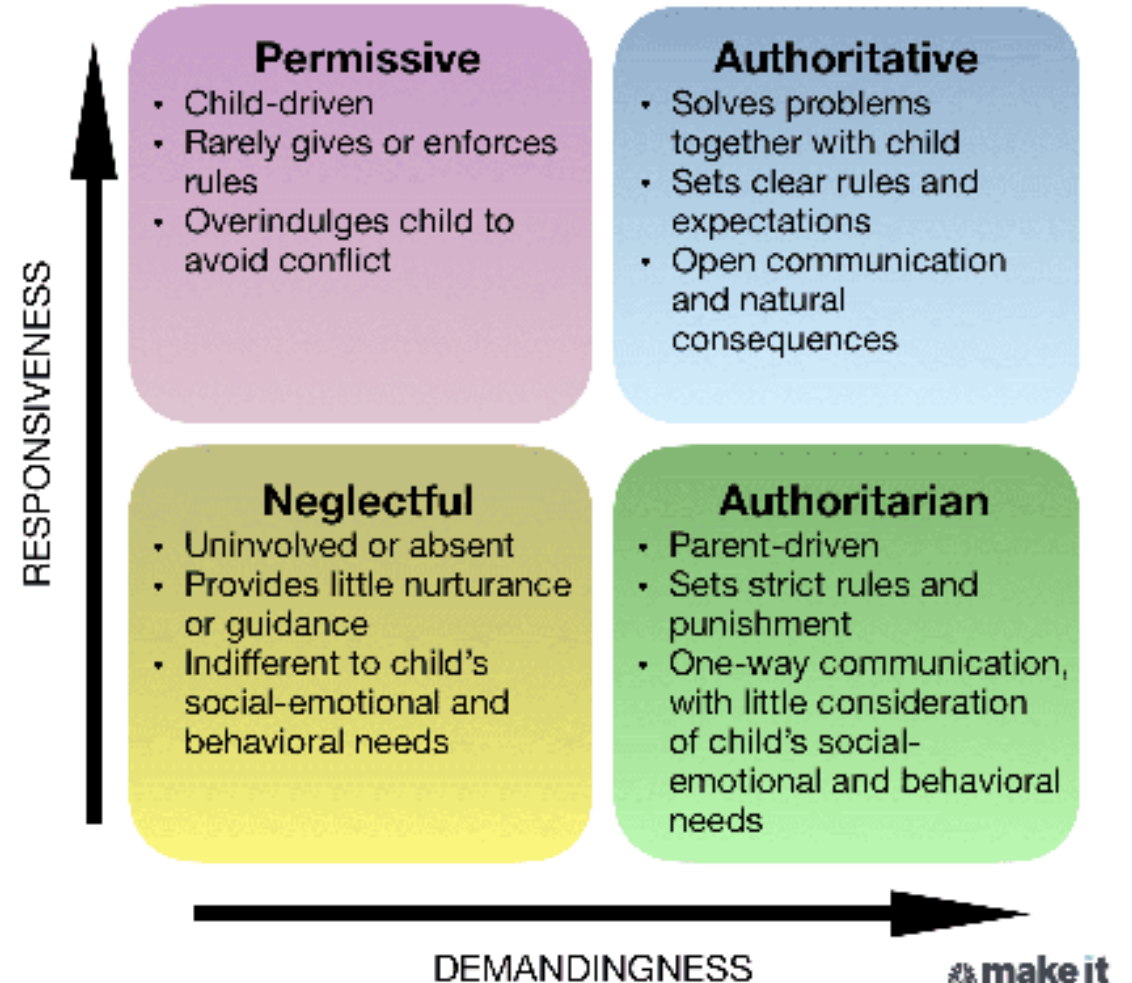 Permissive
• Child-driven
• Rarely gives or enforces
rules
• Overindulges child to
avoid conflict
Authoritative
• Solves problems
together with child
• Sets clear rules and
expectations
• Open communication
and natural
consequences
RESPONSIVENESS
Neglectful
• Uninvolved or absent
• Provides little nurturance
or guidance
• Indifferent to child's
social-emotional and
behavioral needs
Authoritarian
• Parent-driven
• Sets strict rules and
punishment
• One-way communication,
with little consideration
of child's social-
emotional and behavioral
needs
DEMANDINGNESS
make it